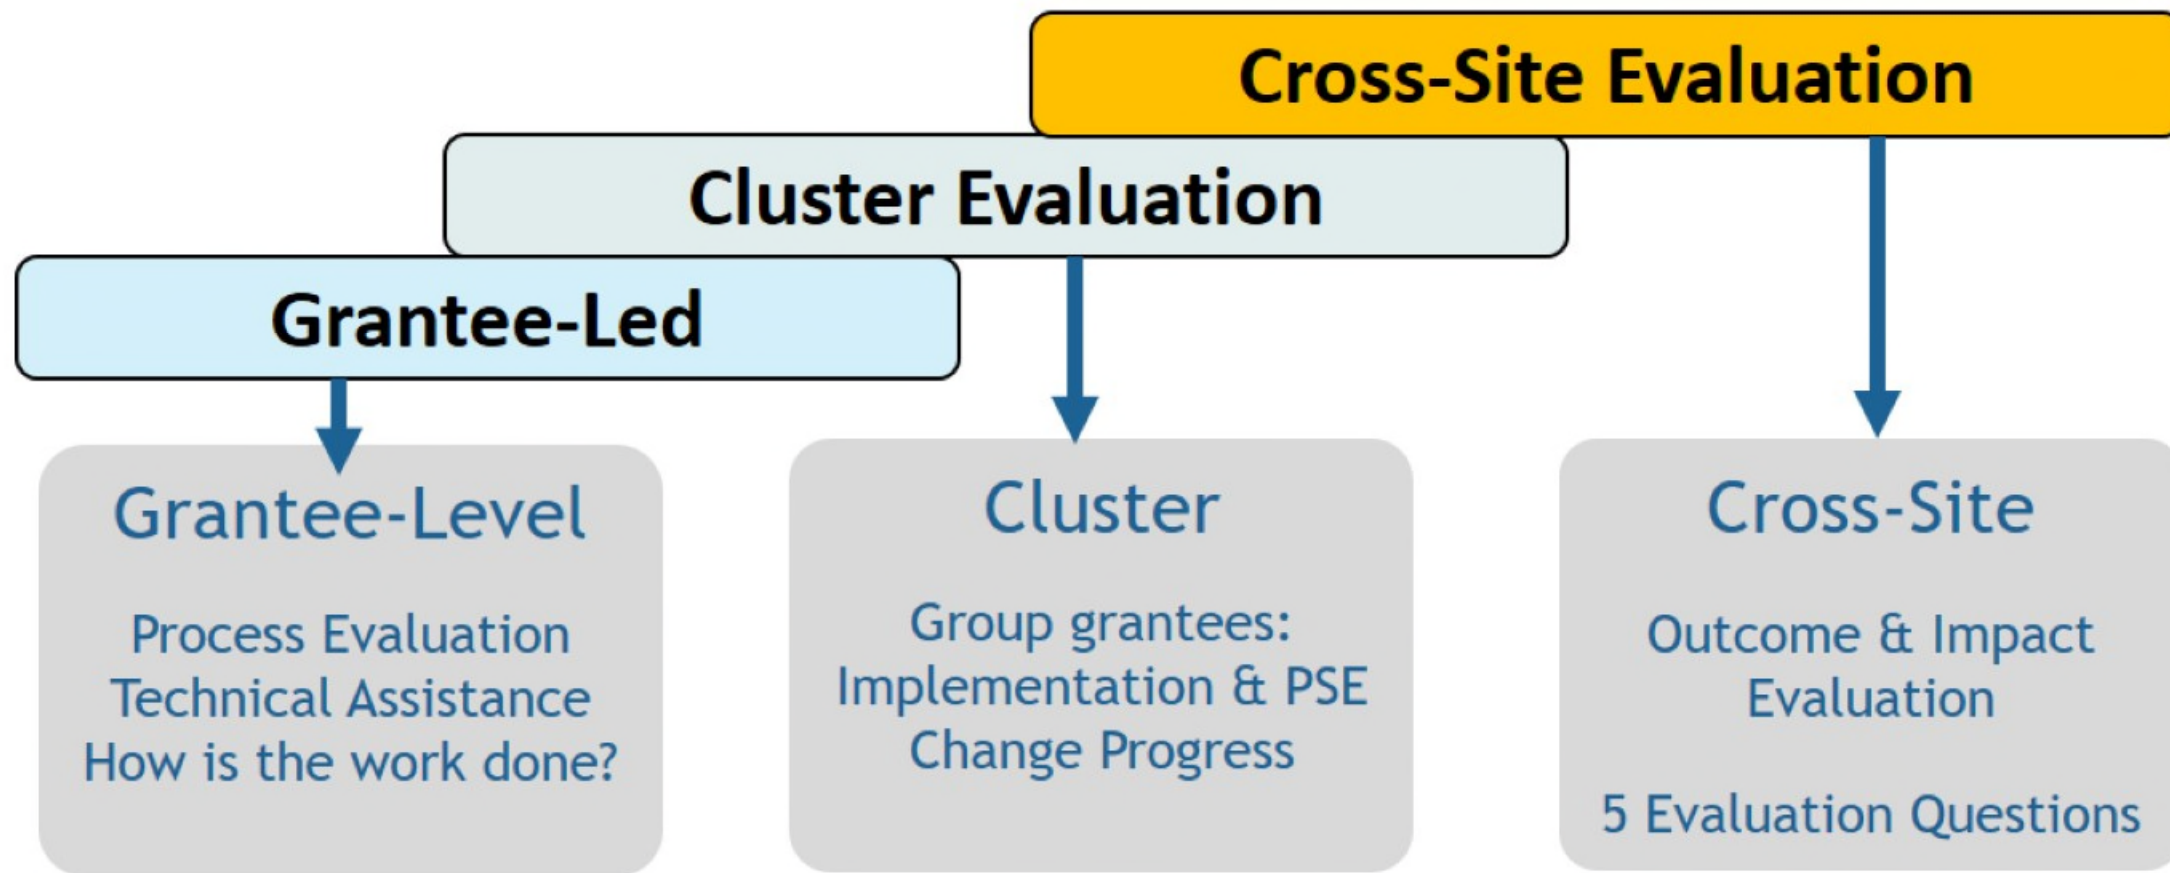 Cross-Site Evaluation
Cluster Evaluation
Grantee-Led
Grantee-Level
Process Evaluation
Technical Assistance
How is the work done?
Cluster
Group grantees:
Implementation & PSE
Change Progress
Cross-Site
Outcome & Impact
Evaluation
5 Evaluation Questions